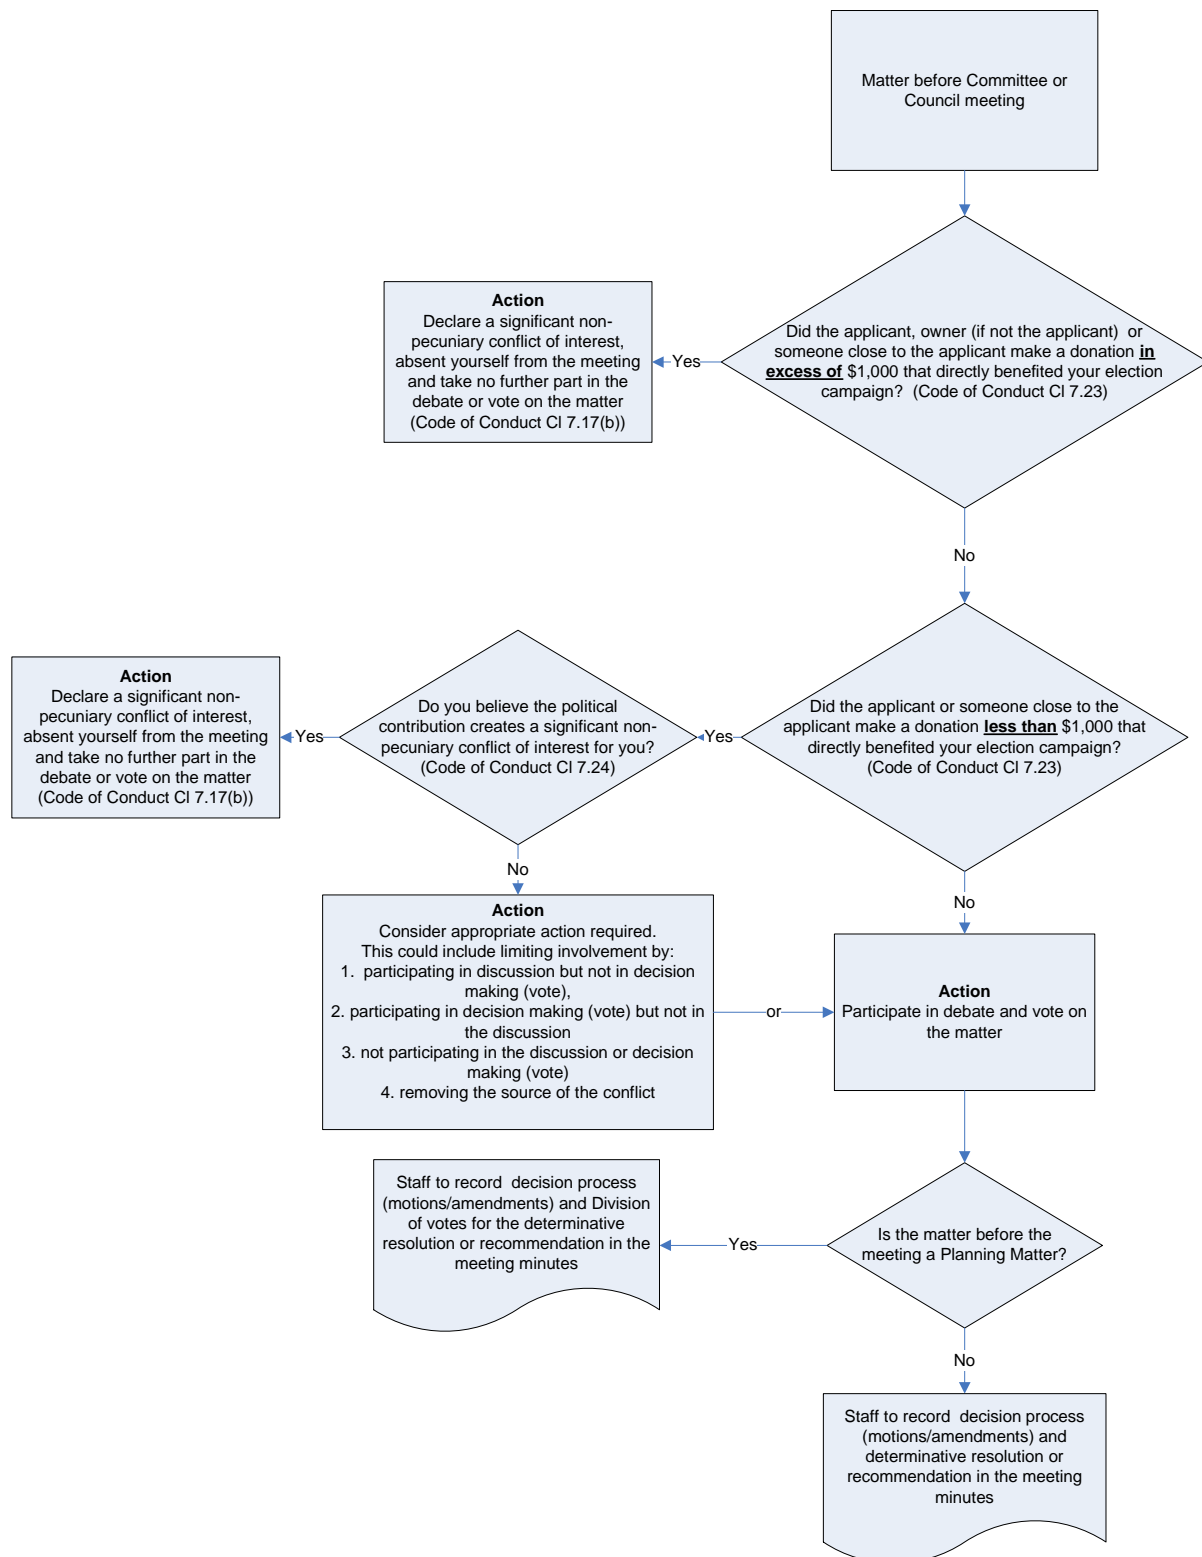 Matter before Committee or
Council meeting
Did the applicant, owner (if not the applicant)  or
someone close to the applicant make a donation in
excess of $1,000 that directly benefited your election
campaign?  (Code of Conduct Cl 7.23)
Yes
Action
Declare a significant non-
pecuniary conflict of interest,
absent yourself from the meeting
and take no further part in the
debate or vote on the matter
(Code of Conduct Cl 7.17(b))
No
Did the applicant or someone close to the
applicant make a donation less than $1,000 that
directly benefited your election campaign?
(Code of Conduct Cl 7.23)
Yes
Do you believe the political
contribution creates a significant non-
pecuniary conflict of interest for you?
(Code of Conduct Cl 7.24)
Yes
Action
Declare a significant non-
pecuniary conflict of interest,
absent yourself from the meeting
and take no further part in the
debate or vote on the matter
(Code of Conduct Cl 7.17(b))
No
Action
Consider appropriate action required.
This could include limiting involvement by:
1.  participating in discussion but not in decision
making (vote),
2. participating in decision making (vote) but not in
the discussion
3. not participating in the discussion or decision
making (vote)
4. removing the source of the conflict
or
No
Action
Participate in debate and vote on
the matter
Is the matter before the
meeting a Planning Matter?
Yes
Staff to record  decision process
(motions/amendments) and Division
of votes for the determinative
resolution or recommendation in the
meeting minutes
No
Staff to record  decision process
(motions/amendments) and
determinative resolution or
recommendation in the meeting
minutes